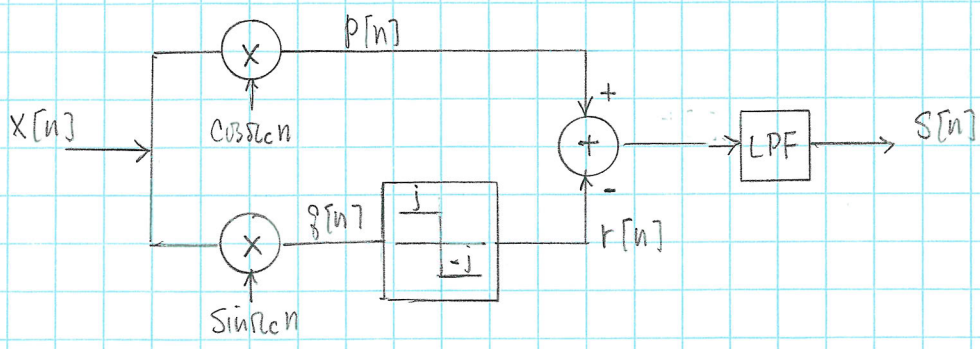 p[n]
X
+
X[n]
cosΩcn
+
LPF
S[n]
-
q[n]
j
-j
r[n]
X
sinΩcn